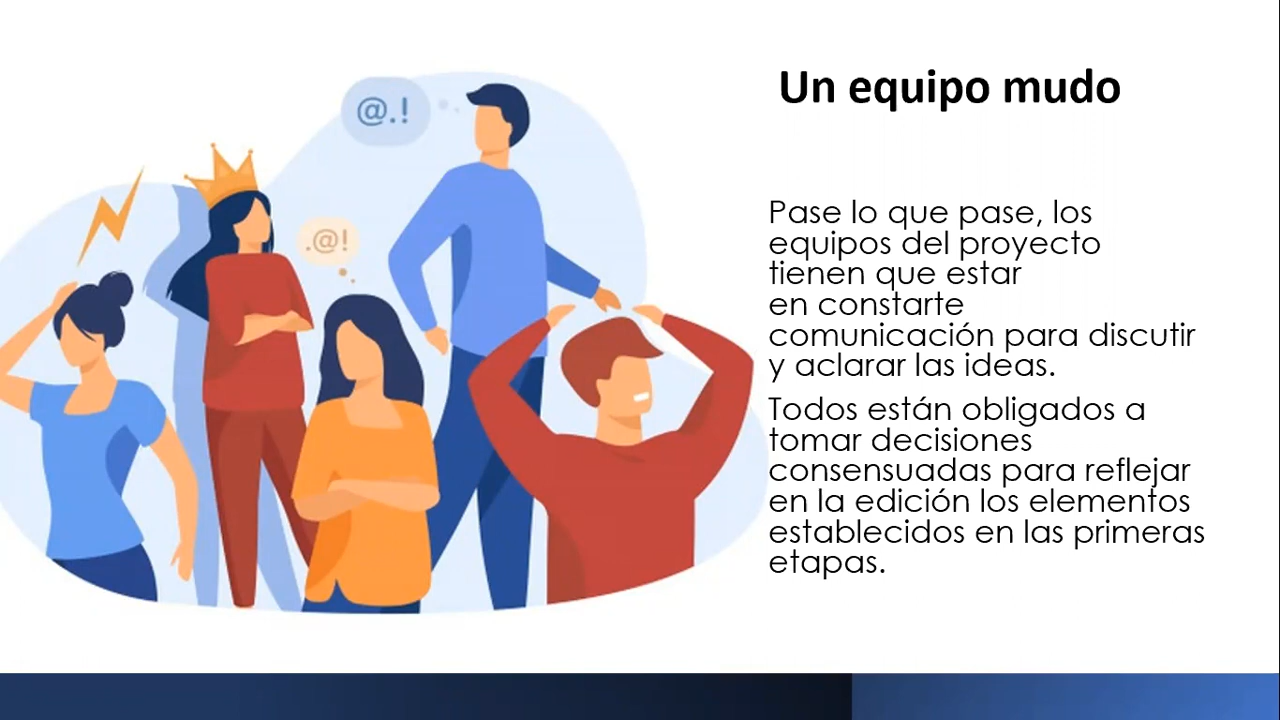 Un equipo mudo
@.!
.@!
Pase lo que pase, los
equipos del proyecto
tienen que estar
en constarte
comunicación para discutir
y aclarar las ideas.
Todos están obligados a
tomar decisiones
consensuadas para reflejar
en la edición los elementos
establecidos en las primeras
etapas.